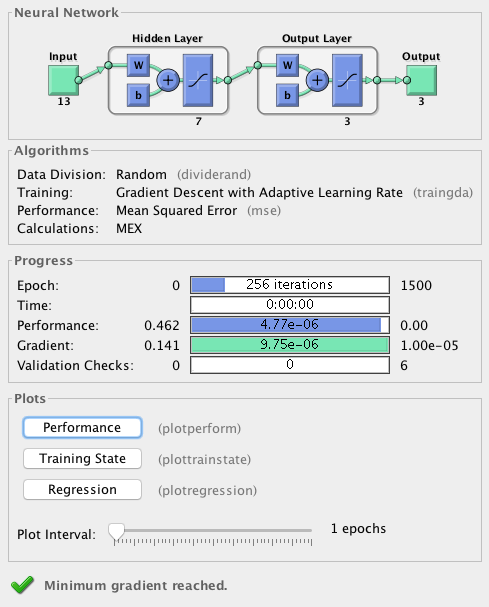 Neural Network
Hidden Layer
Output Layer
Input
Output
W
b
+
W
b
+
13
7
3
3
Algorithms
Data Division: Random (dividerand)
Training: Gradient Descent with Adaptive Learning Rate (traingda)
Performance: Mean Squared Error (mse)
Calculations: MEX
Progress
Epoch: 0 256 iterations 1500
Time: 0:00:00
Performance: 0.462 4.77e-06 0.00
Gradient: 0.141 9.75e-06 1.00e-05
Validation Checks: 0 0 6
Plots
Performance (plotperform)
Training State (plottrainstate)
Regression (plotregression)
Plot Interval: 1 epochs
Minimum gradient reached.